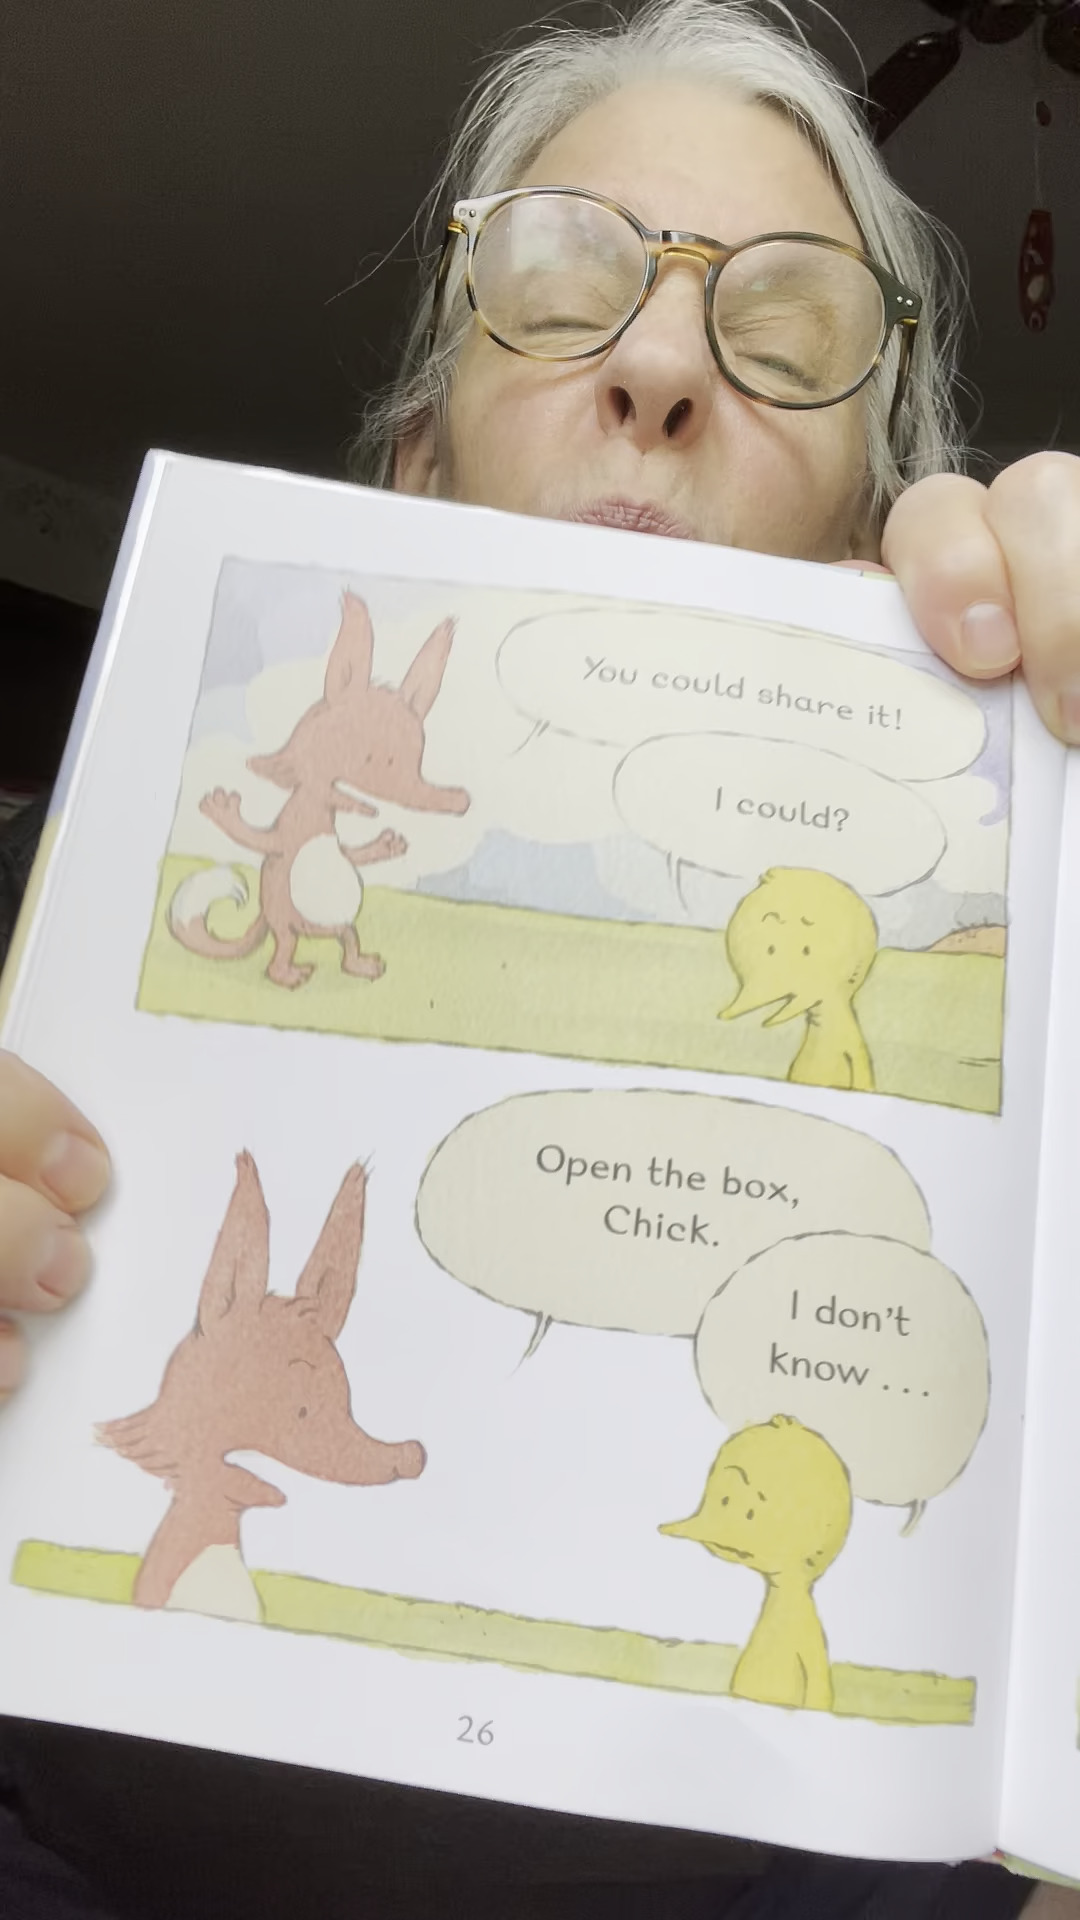 You could share it!
I could?
Open the box,
Chick.
I don't
know ...
26